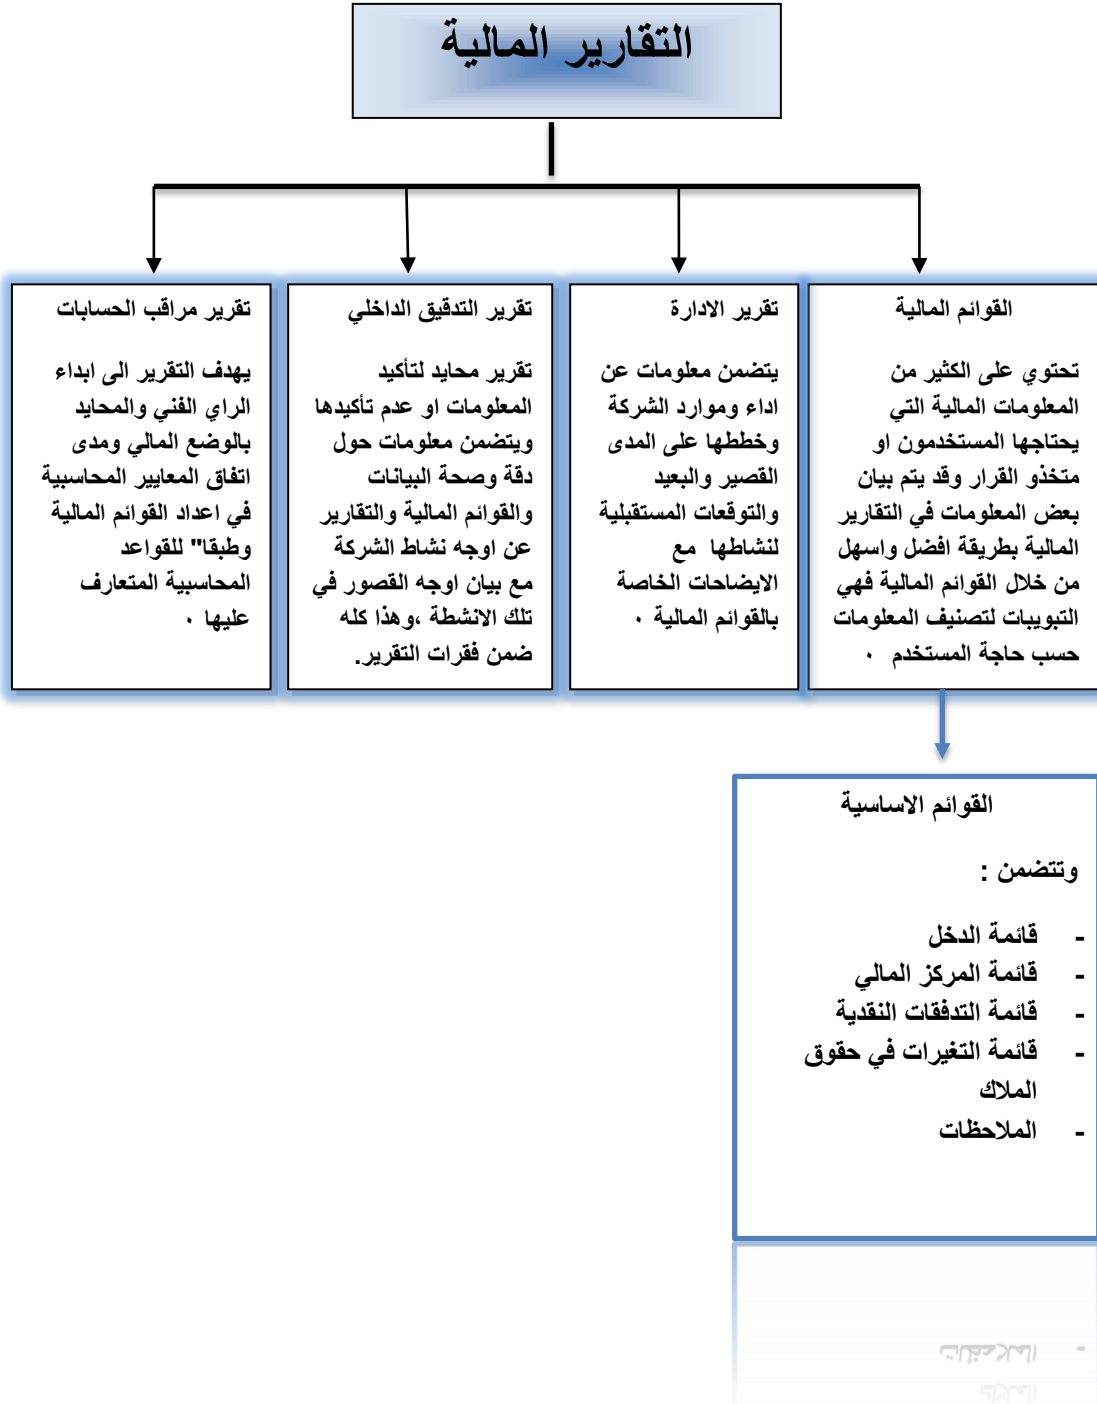 التقارير المالية
القوائم المالية
تحتوي على الكثير من
المعلومات المالية التي
يحتاجها المستخدمون او
متخذو القرار وقد يتم بيان
بعض المعلومات في التقارير
المالية بطريقة افضل واسهل
من خلال القوائم المالية فهي
التبويبات لتصنيف المعلومات
حسب حاجة المستخدم ٠
تقرير الادارة
يتضمن معلومات عن
اداء وموارد الشركة
وخططها على المدى
القصير والبعيد
والتوقعات المستقبلية
لنشاطها مع
الايضاحات الخاصة
بالقوائم المالية ٠
تقرير التدقيق الداخلي
تقرير محايد لتأكيد
المعلومات او عدم تأكيدها
ويتضمن معلومات حول
دقة وصحة البيانات
والقوائم المالية والتقارير
عن اوجه نشاط الشركة
مع بيان اوجه القصور في
تلك الانشطة ،وهذا كله
ضمن فقرات التقرير.
تقرير مراقب الحسابات
يهدف التقرير الى ابداء
الراي الفني والمحايد
بالوضع المالي ومدى
اتفاق المعايير المحاسبية
في اعداد القوائم المالية
وطبقا" للقواعد
المحاسبية المتعارف
عليها ٠
القوائم الاساسية
وتتضمن :
- قائمة الدخل
- قائمة المركز المالي
- قائمة التدفقات النقدية
- قائمة التغيرات في حقوق
الملاك
- الملاحظات